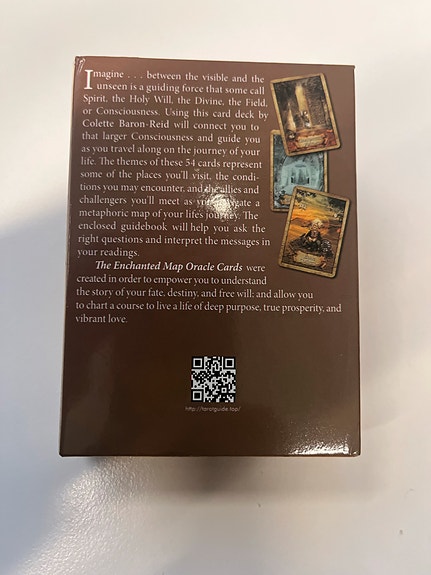 Imagine . . . between the visible and the
unseen is a guiding force that some call
Spirit, the Holy Will, the Divine, the Field,
or Consciousness. Using this card deck by
Colette Baron-Reid will connect you to
that larger Consciousness and guide you
as you travel along on the journey of your
life. The themes of these 54 cards represent
some of the places you'll visit, the condi-
tions you may encounter, and the allies and
challengers you'll meet as you navigate a
metaphoric map of your life's journey. The
enclosed guidebook will help you ask the
right questions and interpret the messages in
your readings.
The Enchanted Map Oracle Cards were
created in order to empower you to understand
the story of your fate, destiny, and free will; and allow you
to chart a course to live a life of deep purpose, true prosperity, and
vibrant love.
http://tarotguide.top/